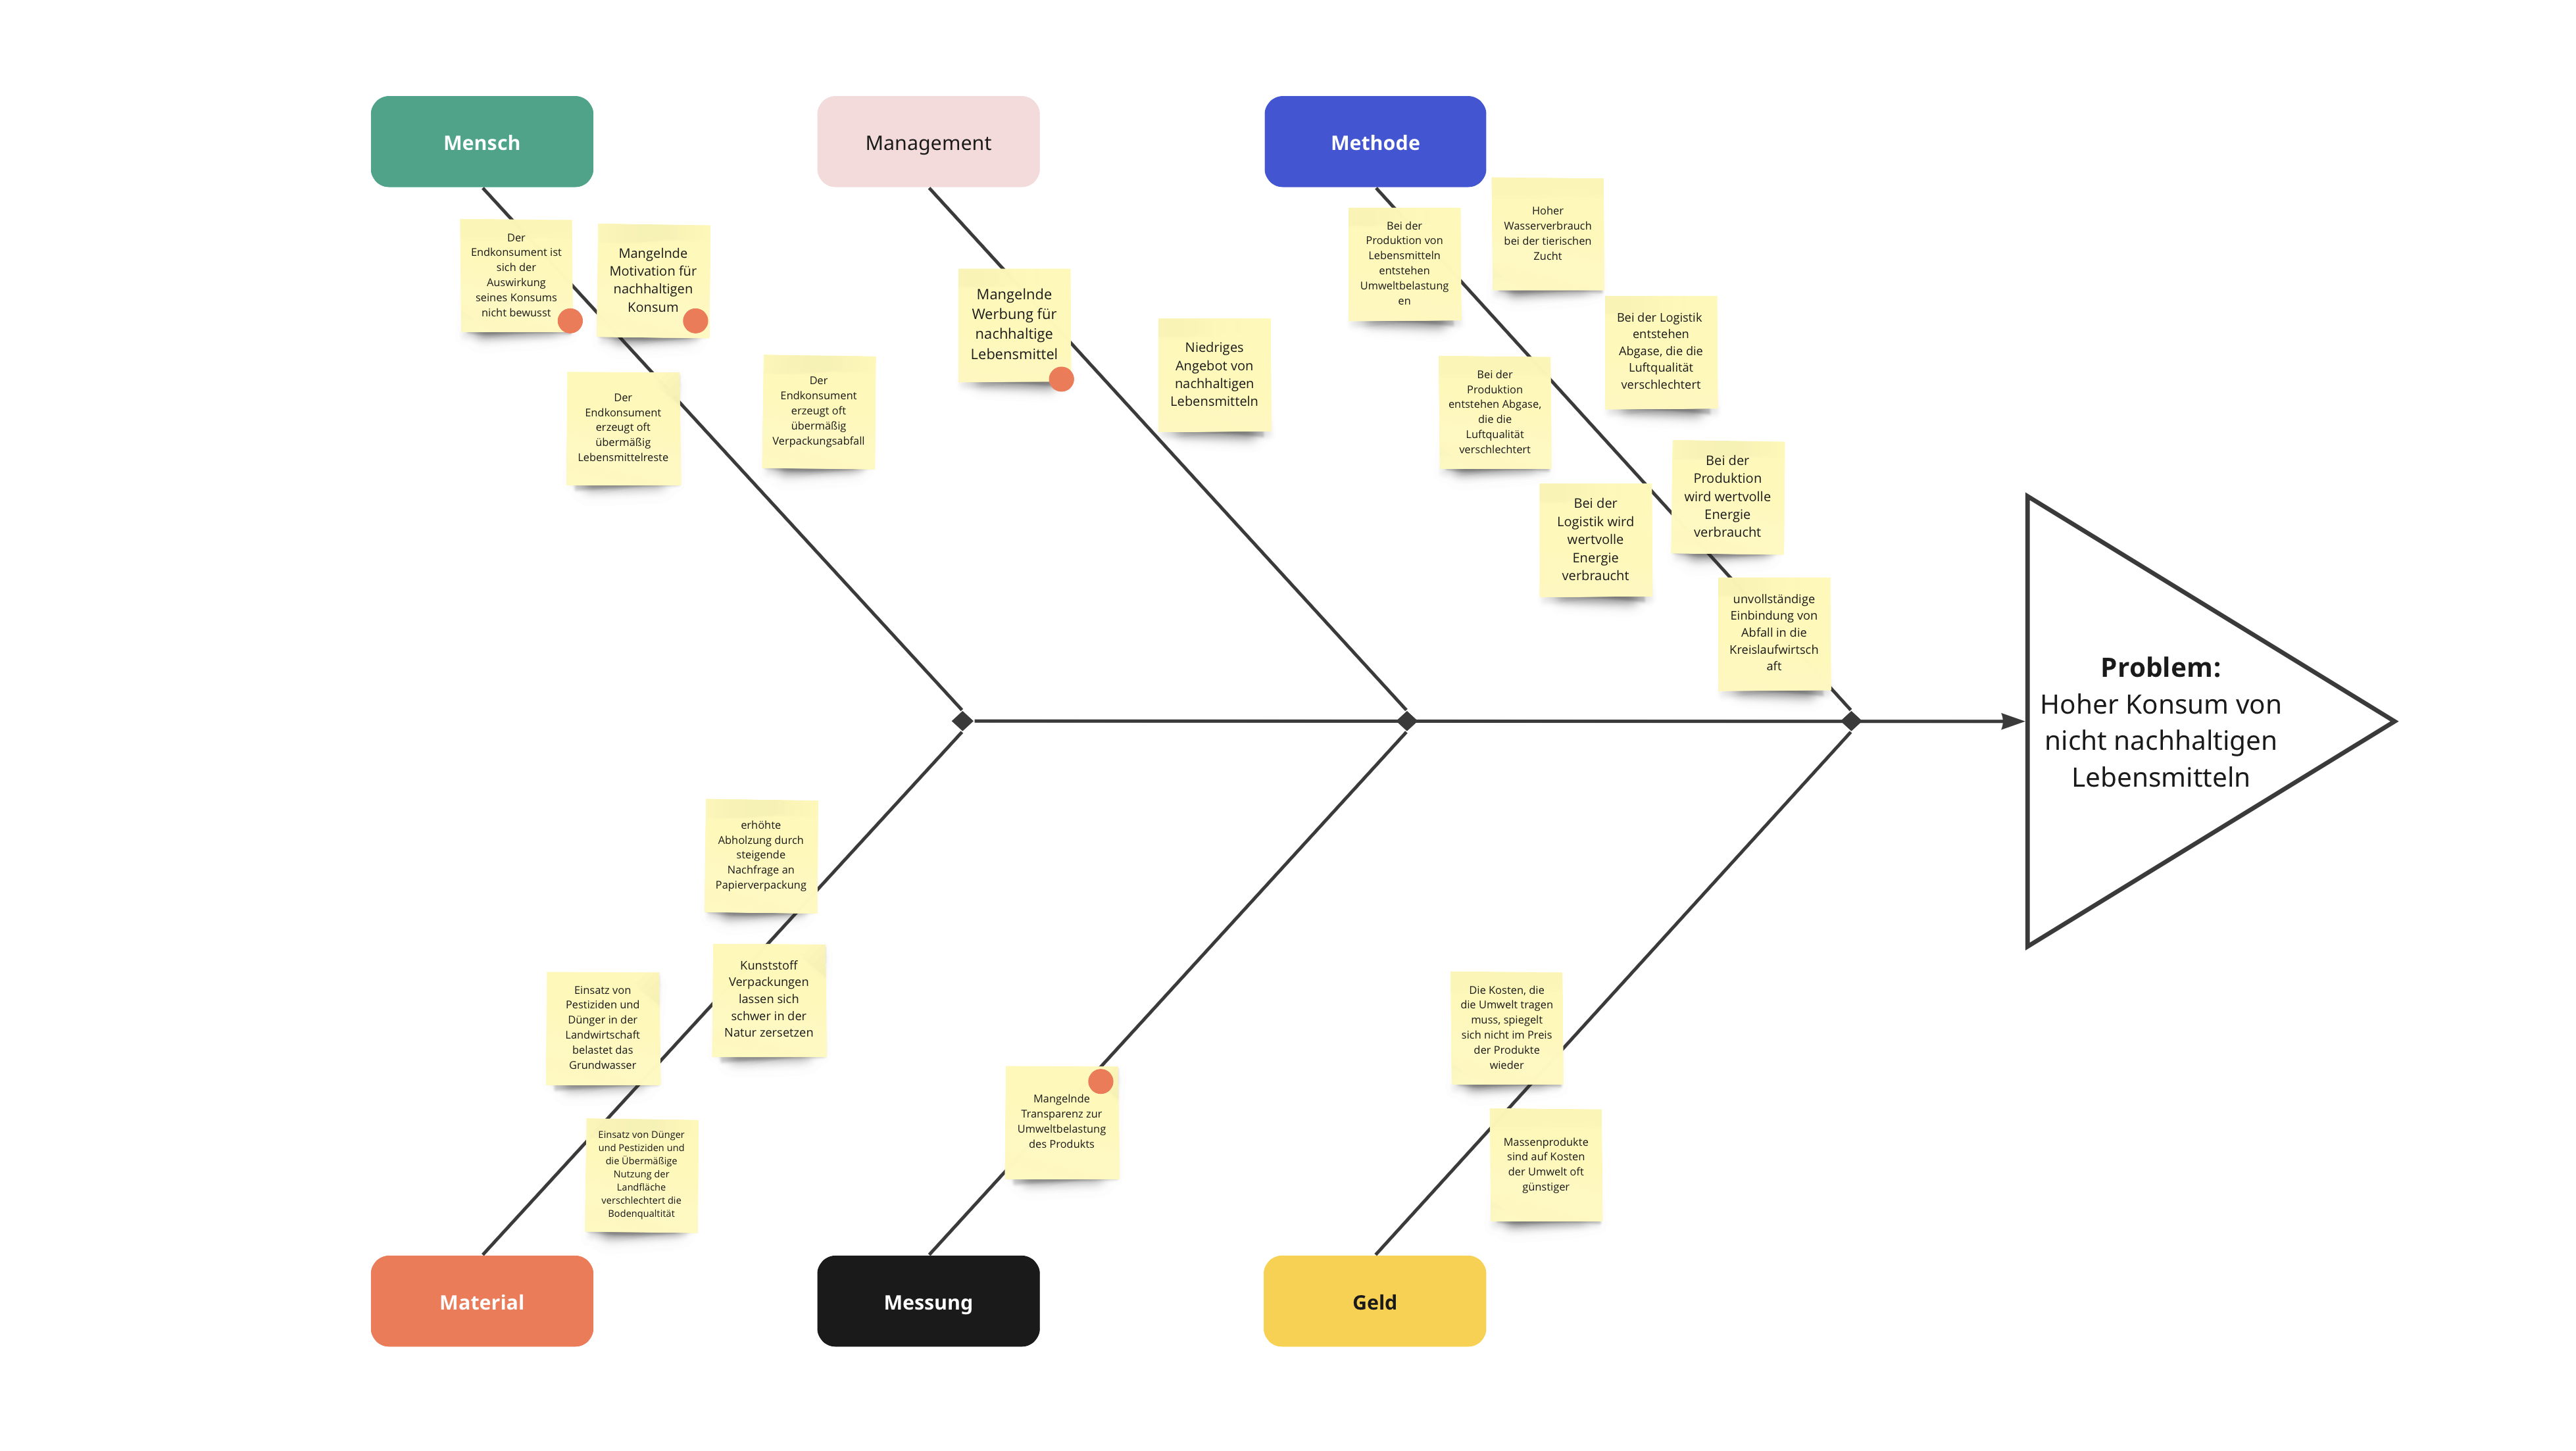 Mensch
Management
Methode
Der
Endkonsument ist
sich der
Auswirkung
seines Konsums
nicht bewusst
Mangelnde
Motivation für
nachhaltigen
Konsum
Der
Endkonsument
erzeugt oft
übermäßig
Lebensmittelreste
Der
Endkonsument
erzeugt oft
übermäßig
Verpackungsabfall
Mangelnde
Werbung für
nachhaltige
Lebensmittel
Niedriges
Angebot von
nachhaltigen
Lebensmitteln
Bei der
Produktion von
Lebensmitteln
entstehen
Umweltbelastung
en
Hoher
Wasserverbrauch
bei der tierischen
Zucht
Bei der Logistik
entstehen
Abgase, die die
Luftqualität
verschlechtert
Bei der
Produktion
entstehen Abgase,
die die
Luftqualität
verschlechtert
Bei der
Produktion
wird wertvolle
Energie
verbraucht
Bei der
Logistik wird
wertvolle
Energie
verbraucht
unvollständige
Einbindung von
Abfall in die
Kreislaufwirtsch
aft
Problem:
Hoher Konsum von
nicht nachhaltigen
Lebensmitteln
erhöhte
Abholzung durch
steigende
Nachfrage an
Papierverpackung
Kunststoff
Verpackungen
lassen sich
schwer in der
Natur zersetzen
Einsatz von
Pestiziden und
Dünger in der
Landwirtschaft
belastet das
Grundwasser
Einsatz von Dünger
und Pestiziden und
die Übermäßige
Nutzung der
Landfläche
verschlechtert die
Bodenqualtität
Mangelnde
Transparenz zur
Umweltbelastung
des Produkts
Die Kosten, die
die Umwelt tragen
muss, spiegelt
sich nicht im Preis
der Produkte
wieder
Massenprodukte
sind auf Kosten
der Umwelt oft
günstiger
Material
Messung
Geld